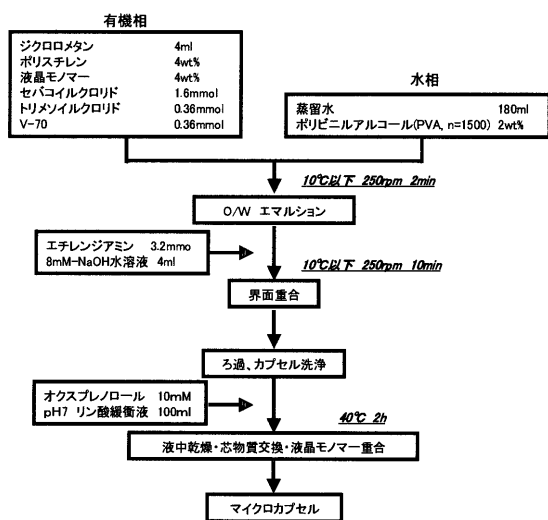 有機相
ジクロロメタン 4ml
ポリスチレン 4wt%
液晶モノマー 4wt%
セバコイルクロリド 1.6mmol
トリメソイルクロリド 0.36mmol
V-70 0.36mmol
水相
蒸留水 180ml
ポリビニルアルコール(PVA, n=1500) 2wt%
10℃以下 250rpm 2min
O/W エマルション
エチレンジアミン 3.2mmo
8mM-NaOH水溶液 4ml
10℃以下 250rpm 10min
界面重合
ろ過、カプセル洗浄
オクスプレノロール 10mM
pH7 リン酸緩衝液 100ml
40℃ 2h
液中乾燥・芯物質交換・液晶モノマー重合
マイクロカプセル